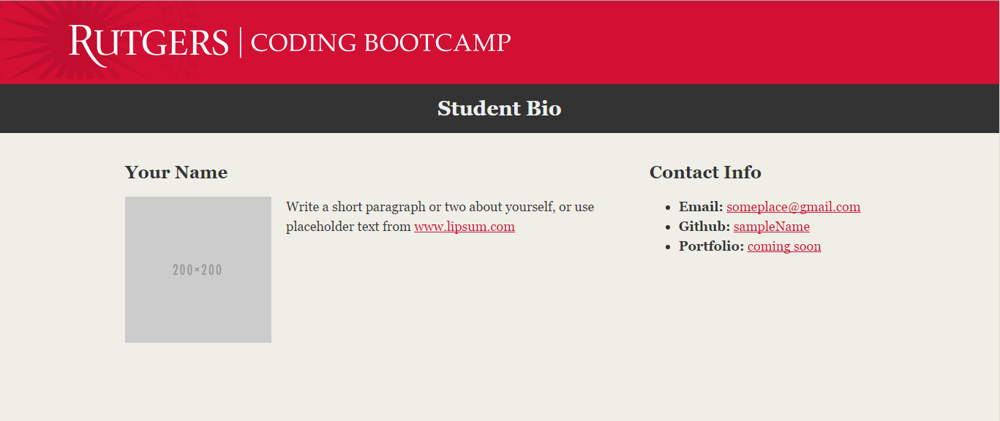 RUTGERS | CODING BOOTCAMP
Student Bio
Your Name
200×200
Write a short paragraph or two about yourself, or use
placeholder text from www.lipsum.com
Contact Info
• Email: someplace@gmail.com
• Github: sampleName
• Portfolio: coming soon